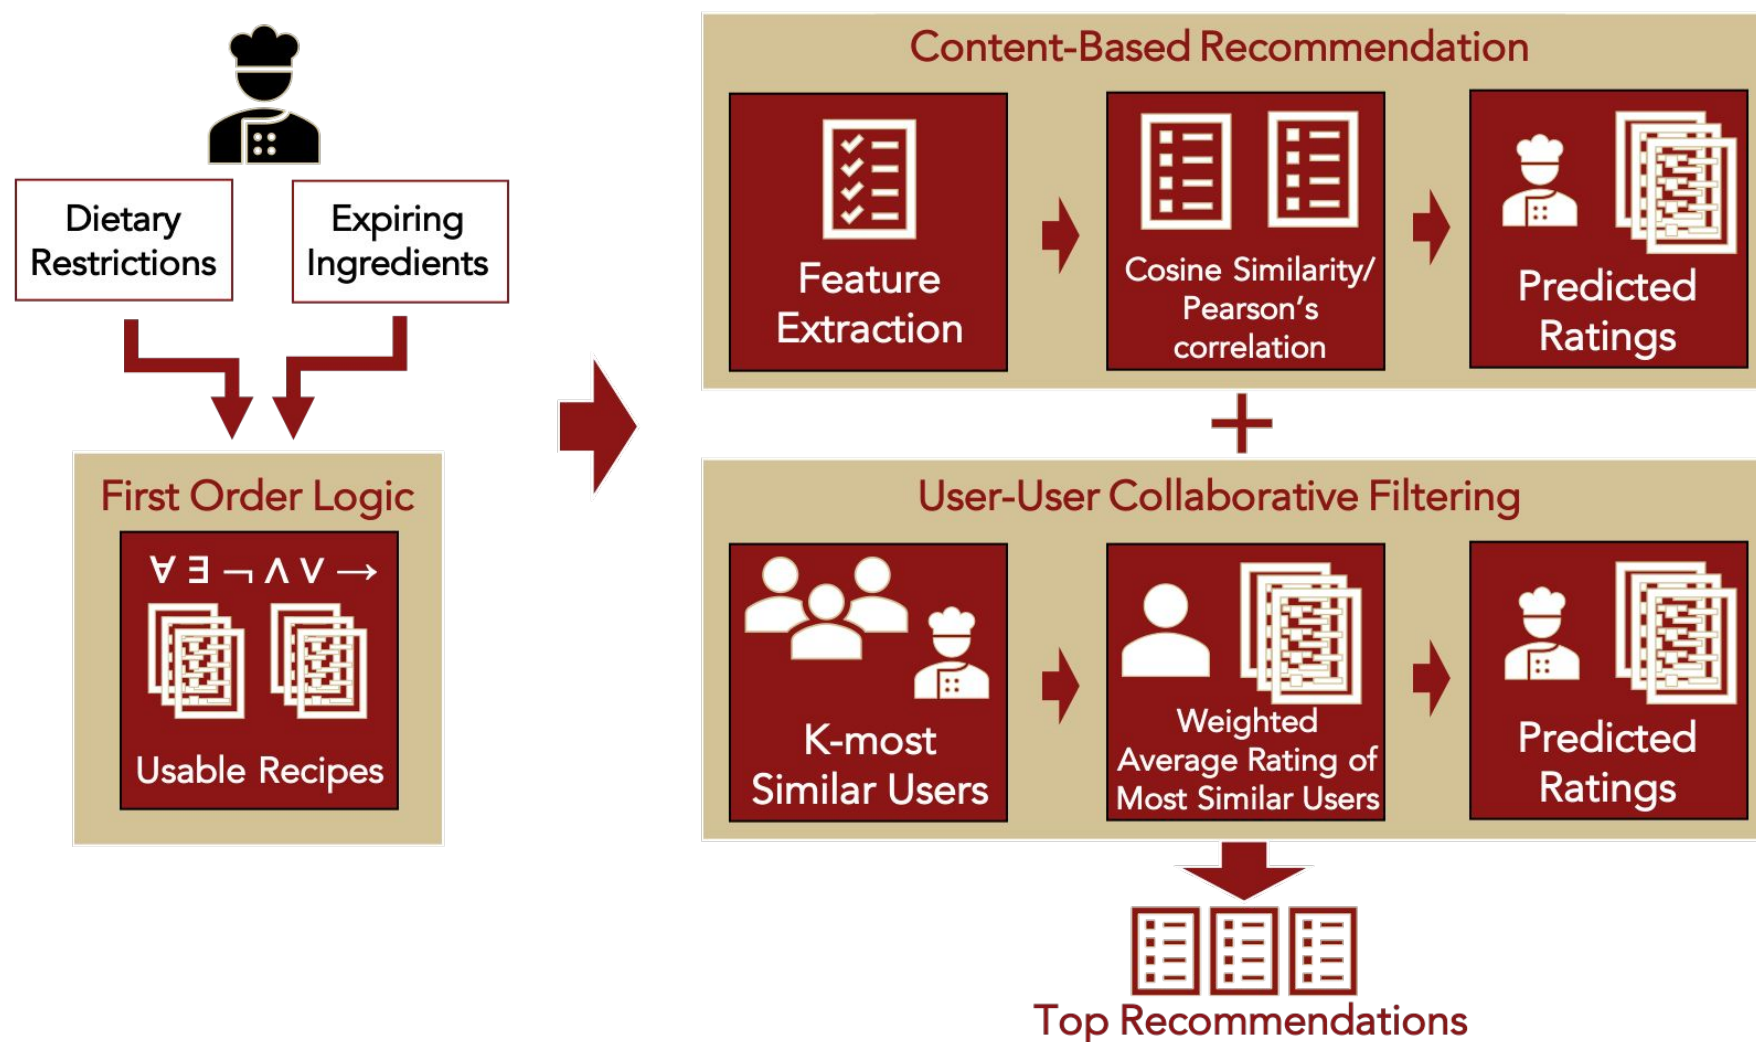 Dietary
Restrictions
Expiring
Ingredients
First Order Logic
∀ ∃ ¬ ∧ ∨ →
Usable Recipes
Content-Based Recommendation
Feature
Extraction
Cosine Similarity/
Pearson's
correlation
Predicted
Ratings
+
User-User Collaborative Filtering
K-most
Similar Users
Weighted
Average Rating of
Most Similar Users
Predicted
Ratings
Top Recommendations